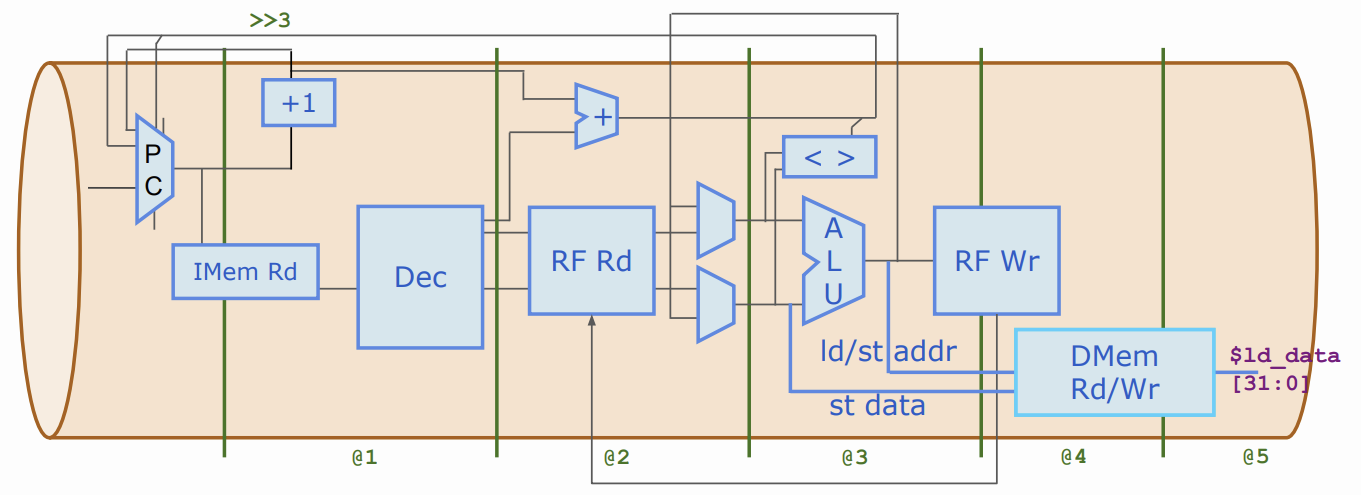 >>3
+1
+
P
C
< >
A
L
U
IMem Rd
Dec
RF Rd
RF Wr
ld/st addr
st data
DMem
Rd/Wr
$ld_data
[31:0]
@1
@2
@3
@4
@5